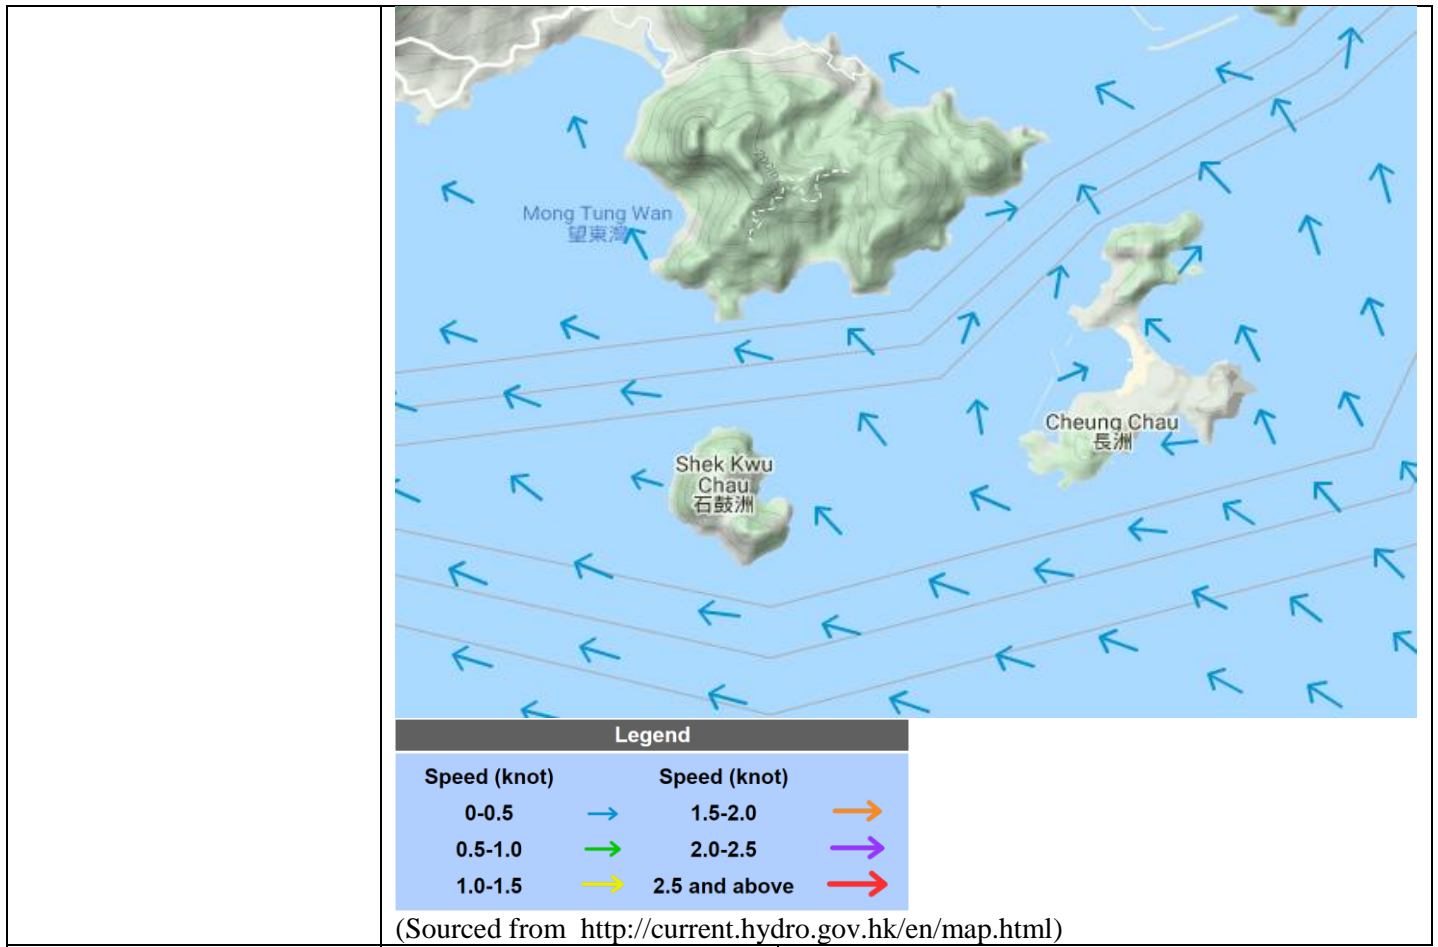 Mong Tung Wan
望東灣
Cheung Chau
長洲
Shek Kwu
Chau
石鼓洲
Legend
Speed (knot) Speed (knot)
0-0.5 1.5-2.0
0.5-1.0 2.0-2.5
1.0-1.5 2.5 and above
(Sourced from http://current.hydro.gov.hk/en/map.html)